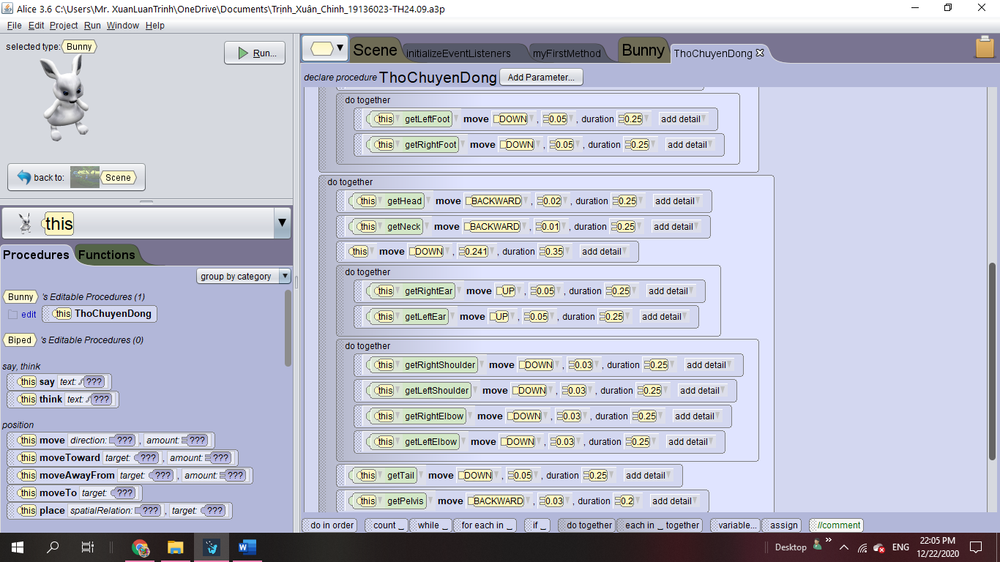 Alice 3.6 C:\Users\Mr. XuanLuanTrinh\OneDrive\Documents\Trịnh_Xuân_Chinh_19136023-TH24.09.a3p
File Edit Project Run Window Help
selected type: Bunny
Run...
back to: Scene
this
Procedures Functions
group by category
Bunny 's Editable Procedures (1)
edit this ThoChuyenDong
Biped 's Editable Procedures (0)
say, think
this say text: ???
this think text: ???
position
this move direction: ??? , amount: ???
this moveToward target: ??? , amount: ???
this moveAwayFrom target: ??? , amount: ???
this moveTo target: ???
this place spatialRelation: ??? , target: ???
Scene initializeEventListeners myFirstMethod Bunny ThoChuyenDong
declare procedure ThoChuyenDong Add Parameter...
do together
this getLeftFoot move DOWN , 0.05 , duration 0.25 add detail
this getRightFoot move DOWN , 0.05 , duration 0.25 add detail
do together
this getHead move BACKWARD , 0.02 , duration 0.25 add detail
this getNeck move BACKWARD , 0.01 , duration 0.25 add detail
this move DOWN , 0.241 , duration 0.35 add detail
do together
this getRightEar move UP , 0.05 , duration 0.25 add detail
this getLeftEar move UP , 0.05 , duration 0.25 add detail
do together
this getRightShoulder move DOWN , 0.03 , duration 0.25 add detail
this getLeftShoulder move DOWN , 0.03 , duration 0.25 add detail
this getRightElbow move DOWN , 0.03 , duration 0.25 add detail
this getLeftElbow move DOWN , 0.03 , duration 0.25 add detail
this getTail move DOWN , 0.05 , duration 0.25 add detail
this getPelvis move BACKWARD , 0.03 , duration 0.2 add detail
do in order count _ while _ for each in _ if _ do together each in _ together variable... assign //comment
Desktop ENG 22:05 PM
12/22/2020